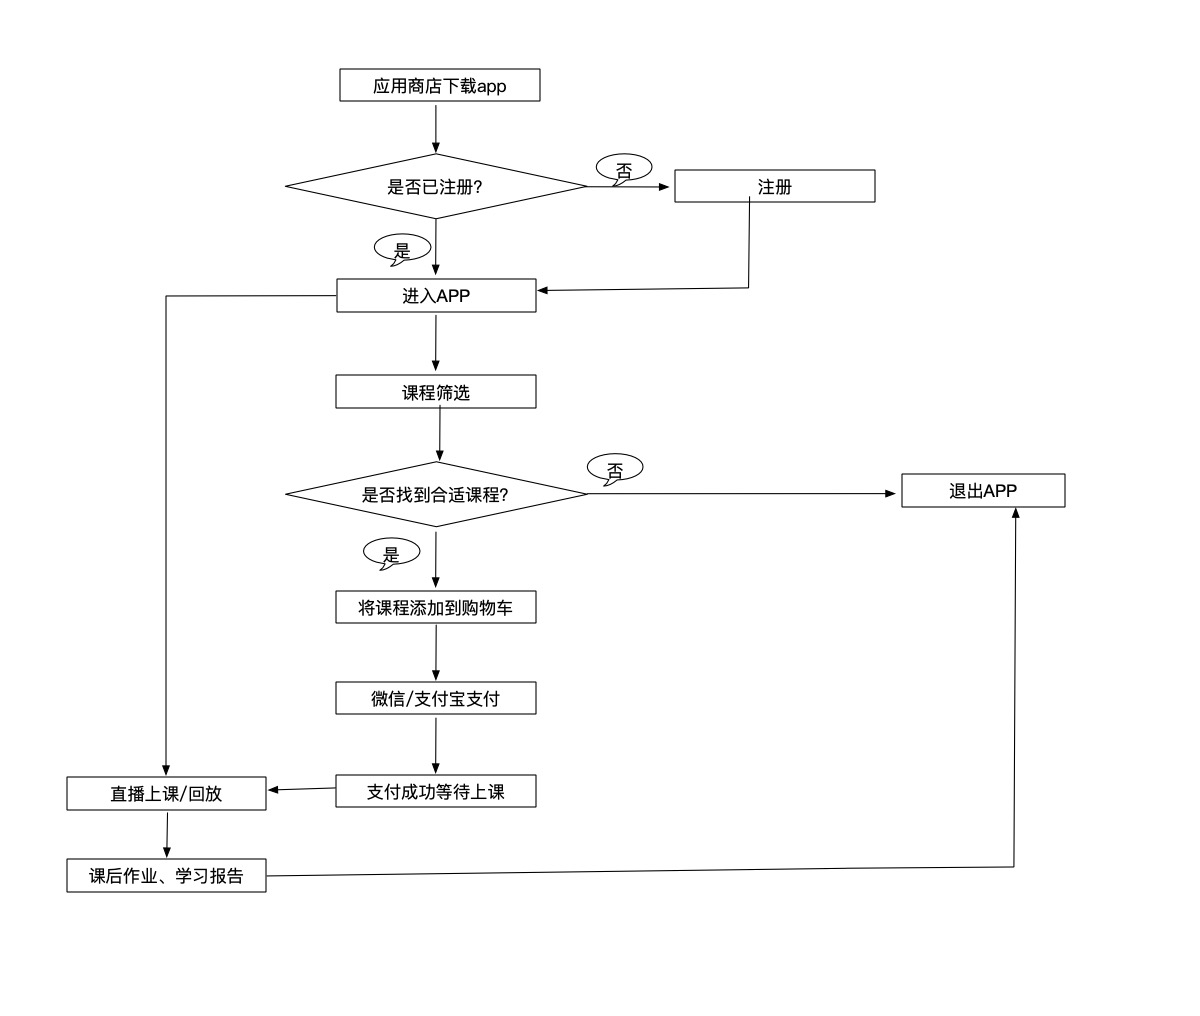 应用商店下载app
是否已注册?
否
注册
是
进入APP
课程筛选
是否找到合适课程?
否
退出APP
是
将课程添加到购物车
微信/支付宝支付
支付成功等待上课
直播上课/回放
课后作业、学习报告